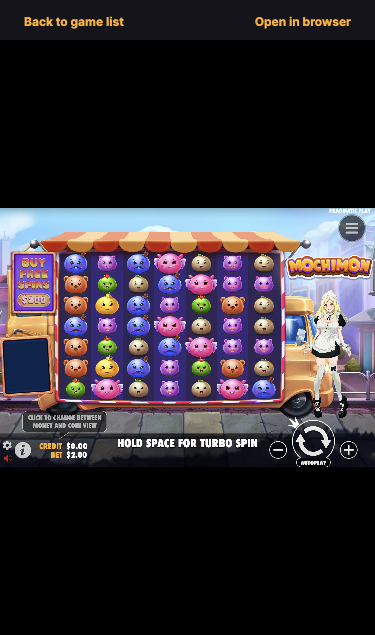 Back to game list
Open in browser
PRAGMATIC PLAY
BUY
FREE
SPINS
$200
MOCHIMON
CLICK TO CHANGE BETWEEN
MONEY AND COIN VIEW
CREDIT $0.00
BET $2.00
HOLD SPACE FOR TURBO SPIN
AUTOPLAY